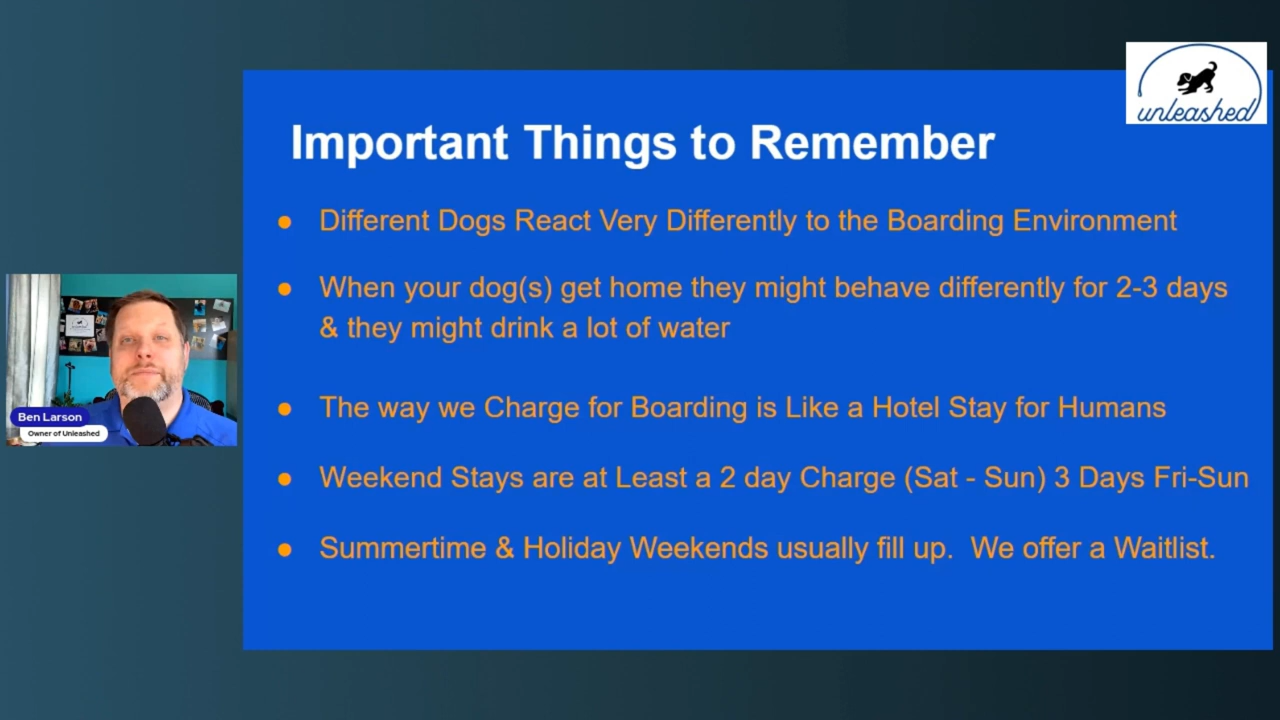 unleashed
Important Things to Remember
● Different Dogs React Very Differently to the Boarding Environment
● When your dog(s) get home they might behave differently for 2-3 days
& they might drink a lot of water
● The way we Charge for Boarding is Like a Hotel Stay for Humans
● Weekend Stays are at Least a 2 day Charge (Sat - Sun) 3 Days Fri-Sun
● Summertime & Holiday Weekends usually fill up.  We offer a Waitlist.
Ben Larson
Owner of Unleashed